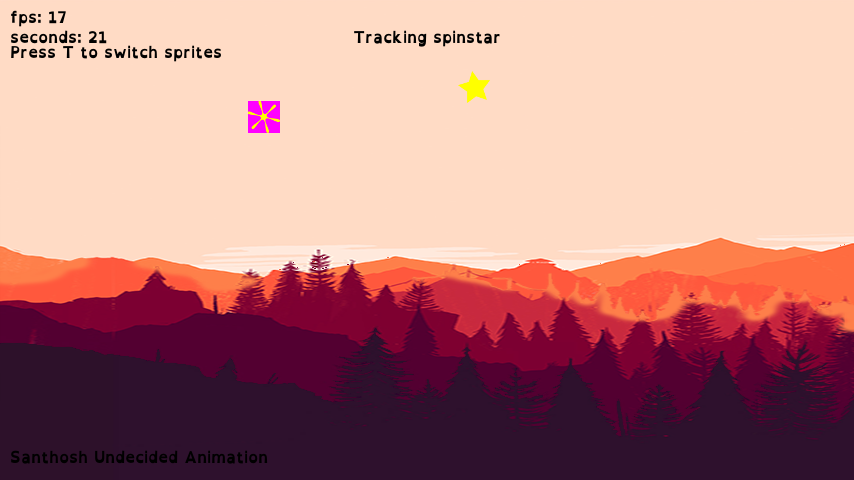 fps: 17
seconds: 21
Press T to switch sprites
Tracking spinstar
Santhosh Undecided Animation